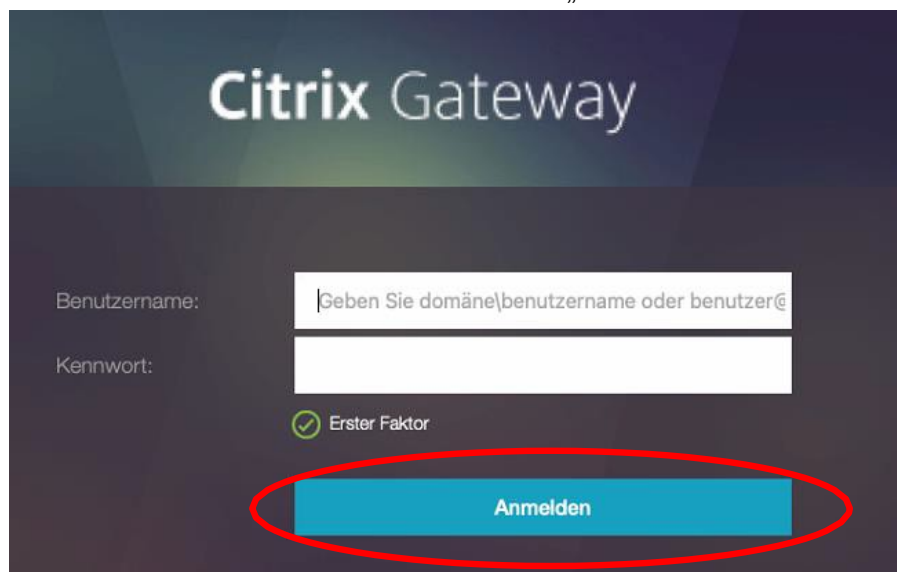 „
Citrix Gateway
Benutzername:
Geben Sie domäne\benutzername oder benutzer@
Kennwort:
Erster Faktor
Anmelden